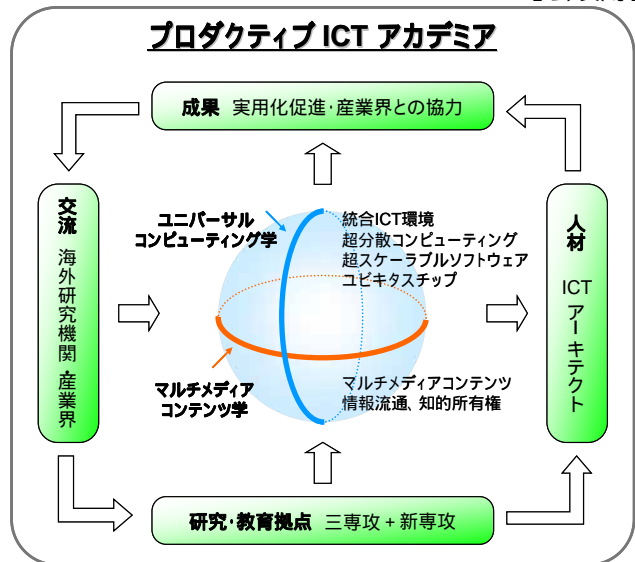 プロダクティブ ICT アカデミア
成果 実用化促進・産業界との協力
交流 海外研究機関・産業界
ユニバーサル
コンピューティング学
統合ICT環境
超分散コンピューティング
超スケーラブルソフトウェア
ユビキタスチップ
人材 ICTアーキテクト
マルチメディア
コンテンツ学
マルチメディアコンテンツ
情報流通、知的所有権
研究・教育拠点 三専攻 + 新専攻